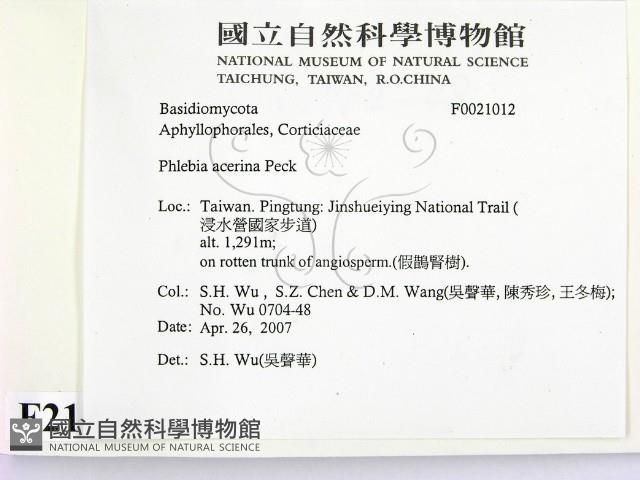 國立自然科學博物館
NATIONAL MUSEUM OF NATURAL SCIENCE
TAICHUNG, TAIWAN, R.O.CHINA
Basidiomycota F0021012
Aphyllophorales, Corticiaceae
Phlebia acerina Peck
Loc.: Taiwan. Pingtung: Jinshueiying National Trail (
浸水營國家步道)
alt. 1,291m;
on rotten trunk of angiosperm.(假鵲腎樹).
Col.: S.H. Wu , S.Z. Chen & D.M. Wang(吳聲華, 陳秀珍, 王冬梅);
No. Wu 0704-48
Date: Apr. 26, 2007
Det.: S.H. Wu(吳聲華)
F21
國立自然科學博物館
NATIONAL MUSEUM OF NATURAL SCIENCE